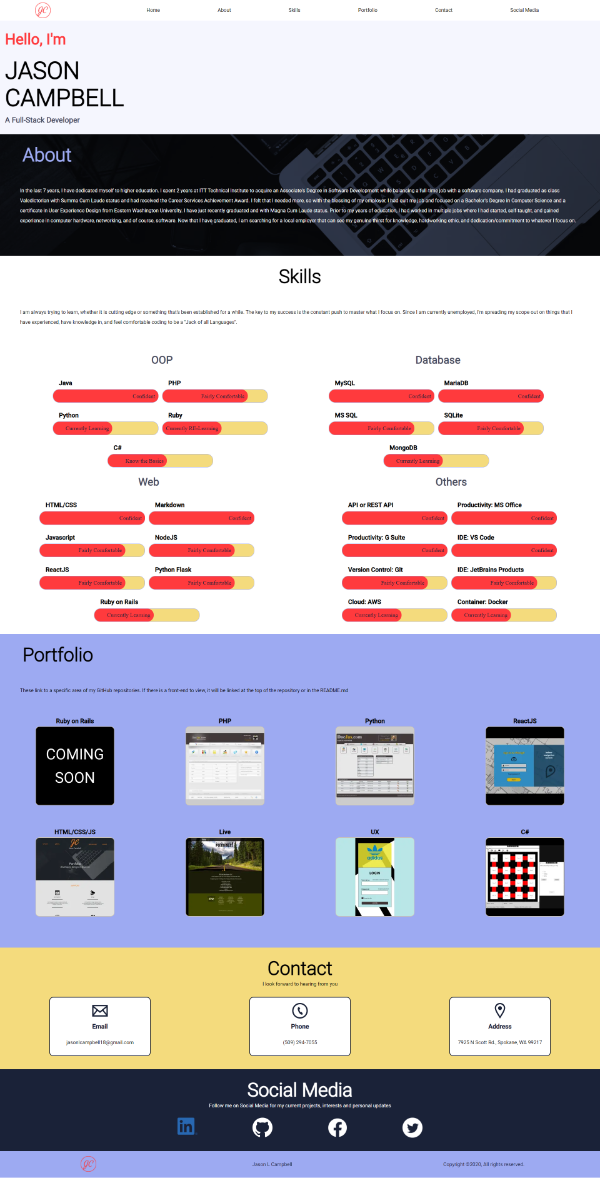 JC
Home About Skills Portfolio Contact Social Media
Hello, I'm
JASON
CAMPBELL
A Full-Stack Developer
About
In the last 7 years, I have dedicated myself to higher education. I spent 2 years at ITT Technical Institute to acquire an Associate's Degree in Software Development while balancing a full-time job with a software company. I had graduated as class
Valedictorian with Summa Cum Laude status and had received the Career Services Achievement Award. I felt that I needed more, so with the blessing of my employer, I had quit my job and focused on a Bachelor's Degree in Computer Science and a
certificate in User Experience Design from Eastern Washington University. I have just recently graduated and with Magna Cum Laude status. Prior to my years of education, I had worked in multiple jobs where I had started, self taught, and gained
experience in computer hardware, networking, and of course, software. Now that I have graduated, I am searching for a local employer that can see my genuine thirst for knowledge, hardworking ethic, and dedication/commitment to whatever I focus on.
Skills
I am always trying to learn, whether it is cutting edge or something that's been established for a while. The key to my success is the constant push to master what I focus on. Since I am currently unemployed, I'm spreading my scope out on things that I
have experienced, have knowledge in, and feel comfortable coding to be a "Jack of all Languages".
OOP
Java PHP
Confident Fairly Comfortable
Python Ruby
Currently Learning Currently REL earning
C#
Know the Basics
Database
MySQL MariaDB
Confident Confident
MS SQL SQLite
Fairly Comfortable Fairly Comfortable
MongoDB
Currently Learning
Web
HTML/CSS Markdown
Confident Confident
Javascript NodeJS
Fairly Comfortable Fairly Comfortable
ReactJS Python Flask
Fairly Comfortable Fairly Comfortable
Ruby on Rails
Currently Learning
Others
API or REST API Productivity: MS Office
Confident Confident
Productivity: G Suite IDE: VS Code
Confident Confident
Version Control: Git IDE: JetBrains Products
Fairly Comfortable Fairly Comfortable
Cloud: AWS Container: Docker
Currently Learning Currently Learning
Portfolio
These link to a specific area of my GitHub repositories. If there is a front-end to view, it will be linked at the top of the repository or in the README.md
Ruby on Rails PHP Python ReactJS
COMING
SOON
HTML/CSS/JS Live UX C#
JC
Portfolio
adidas
LOGIN
Contact
I look forward to hearing from you
Email
Phone
Address
jasonlcampbell18@gmail.com
(509) 294-7055
7925 N Scott Rd., Spokane, WA 99217
Social Media
Follow me on Social Media for my current projects, interests and personal updates
in
JC
Jason L Campbell
Copyright ©2020, All rights reserved.